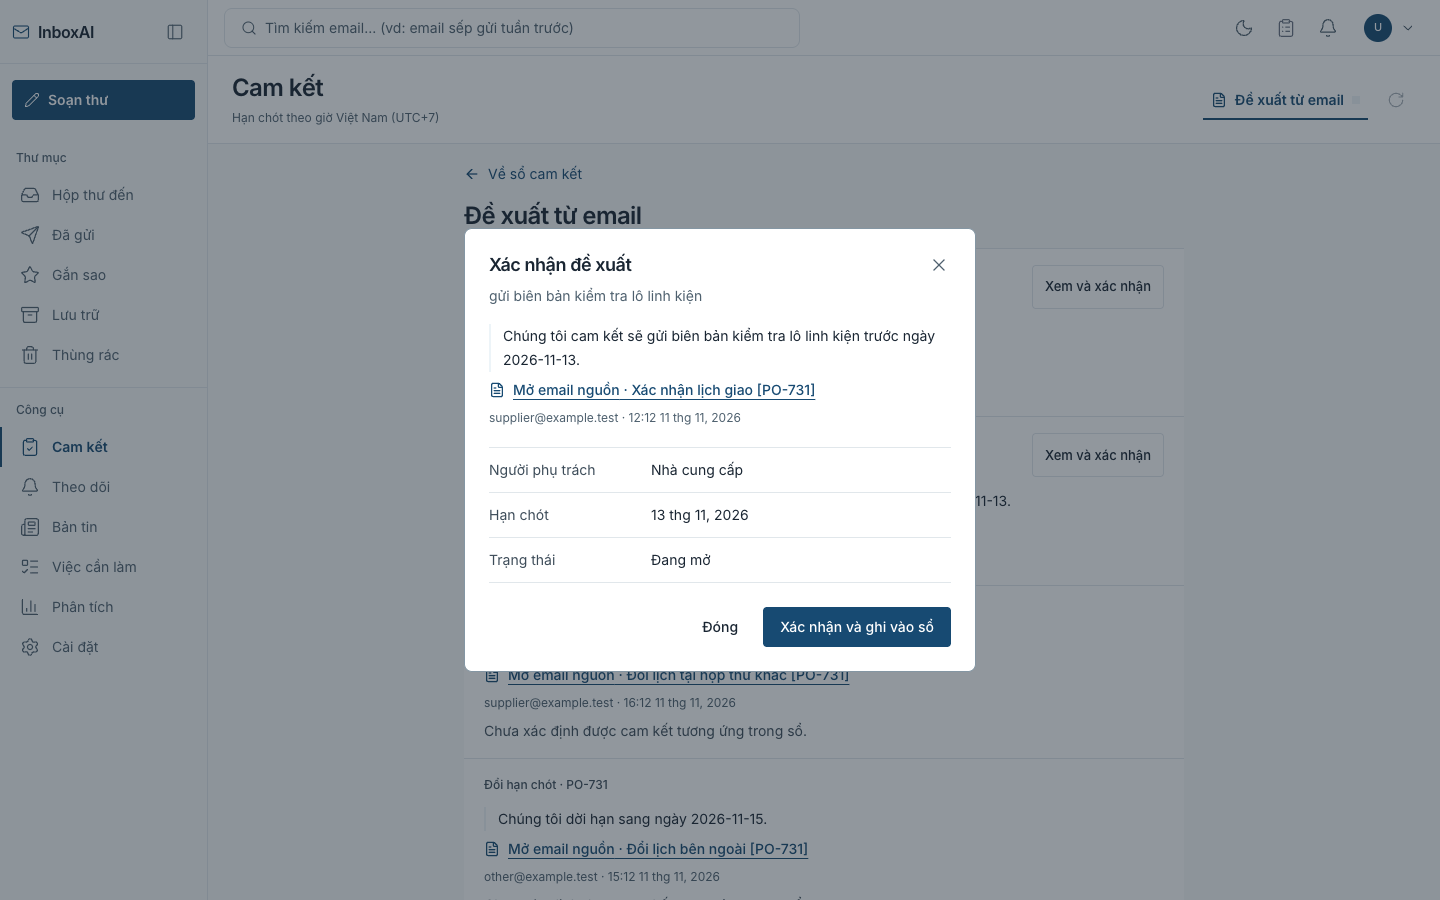 InboxAI
Tìm kiếm email... (vd: email sếp gửi tuần trước)
U
Soạn thư
Thư mục
Hộp thư đến
Đã gửi
Gắn sao
Lưu trữ
Thùng rác
Công cụ
Cam kết
Theo dõi
Bản tin
Việc cần làm
Phân tích
Cài đặt
Cam kết
Hạn chót theo giờ Việt Nam (UTC+7)
Đề xuất từ email
Về sổ cam kết
Đề xuất từ email
Xem và xác nhận
Xem và xác nhận
11-13.
Xác nhận đề xuất
gửi biên bản kiểm tra lô linh kiện
Chúng tôi cam kết sẽ gửi biên bản kiểm tra lô linh kiện trước ngày
2026-11-13.
Mở email nguồn · Xác nhận lịch giao [PO-731]
supplier@example.test · 12:12 11 thg 11, 2026
Người phụ trách Nhà cung cấp
Hạn chót 13 thg 11, 2026
Trạng thái Đang mở
Đóng
Xác nhận và ghi vào sổ
Mở email nguồn · Đổi lịch tại hộp thư khác [PO-731]
supplier@example.test · 16:12 11 thg 11, 2026
Chưa xác định được cam kết tương ứng trong sổ.
Đổi hạn chót · PO-731
Chúng tôi dời hạn sang ngày 2026-11-15.
Mở email nguồn · Đổi lịch bên ngoài [PO-731]
other@example.test · 15:12 11 thg 11, 2026